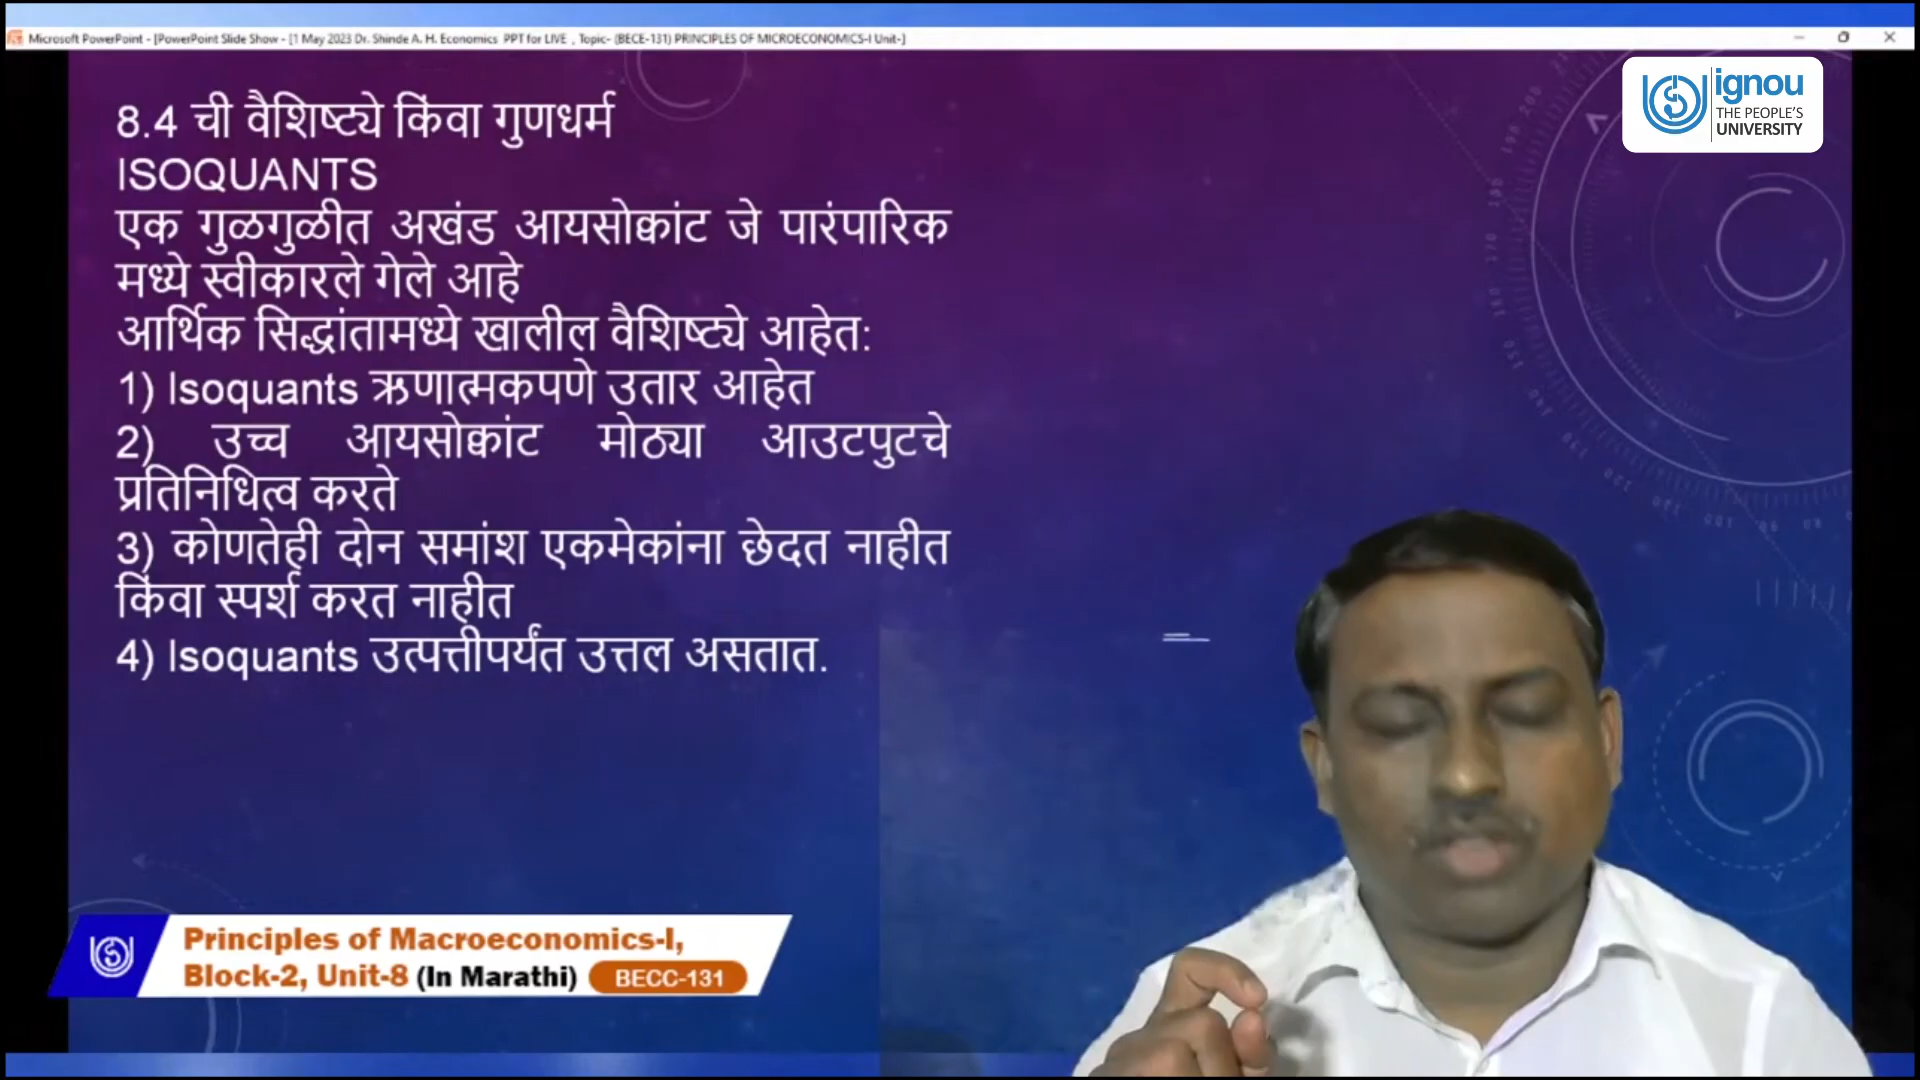 Microsoft PowerPoint - [PowerPoint Slide Show - [1 May 2023 Dr. Shinde A. H. Economics PPT for LIVE , Topic- (BECE-131) PRINCIPLES OF MICROECONOMICS-I Unit-]
ignou
THE PEOPLE'S
UNIVERSITY
8.4 ची वैशिष्ट्ये किंवा गुणधर्म
ISOQUANTS
एक गुळगुळीत अखंड आयसोक्वांट जे पारंपारिक
मध्ये स्वीकारले गेले आहे
आर्थिक सिद्धांतामध्ये खालील वैशिष्ट्ये आहेत:
1) Isoquants ऋणात्मकपणे उतार आहेत
2) उच्च आयसोक्वांट मोठ्या आउटपुटचे
प्रतिनिधित्व करते
3) कोणतेही दोन समांश एकमेकांना छेदत नाहीत
किंवा स्पर्श करत नाहीत
4) Isoquants उत्पत्तीपर्यंत उत्तल असतात.
Principles of Macroeconomics-I,
Block-2, Unit-8 (In Marathi) BECC-131